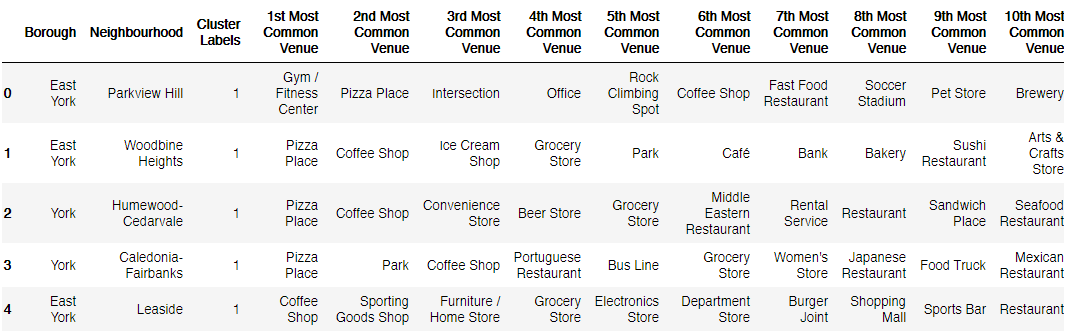 Borough Neighbourhood Cluster Labels 1st Most Common Venue 2nd Most Common Venue 3rd Most Common Venue 4th Most Common Venue 5th Most Common Venue 6th Most Common Venue 7th Most Common Venue 8th Most Common Venue 9th Most Common Venue 10th Most Common Venue
0 East York Parkview Hill 1 Gym / Fitness Center Pizza Place Intersection Office Rock Climbing Spot Coffee Shop Fast Food Restaurant Soccer Stadium Pet Store Brewery
1 East York Woodbine Heights 1 Pizza Place Coffee Shop Ice Cream Shop Grocery Store Park Café Bank Bakery Sushi Restaurant Arts & Crafts Store
2 York Humewood-Cedarvale 1 Pizza Place Coffee Shop Convenience Store Beer Store Grocery Store Middle Eastern Restaurant Rental Service Restaurant Sandwich Place Seafood Restaurant
3 York Caledonia-Fairbanks 1 Pizza Place Park Coffee Shop Portuguese Restaurant Bus Line Grocery Store Women's Store Japanese Restaurant Food Truck Mexican Restaurant
4 East York Leaside 1 Coffee Shop Sporting Goods Shop Furniture / Home Store Grocery Store Electronics Store Department Store Burger Joint Shopping Mall Sports Bar Restaurant